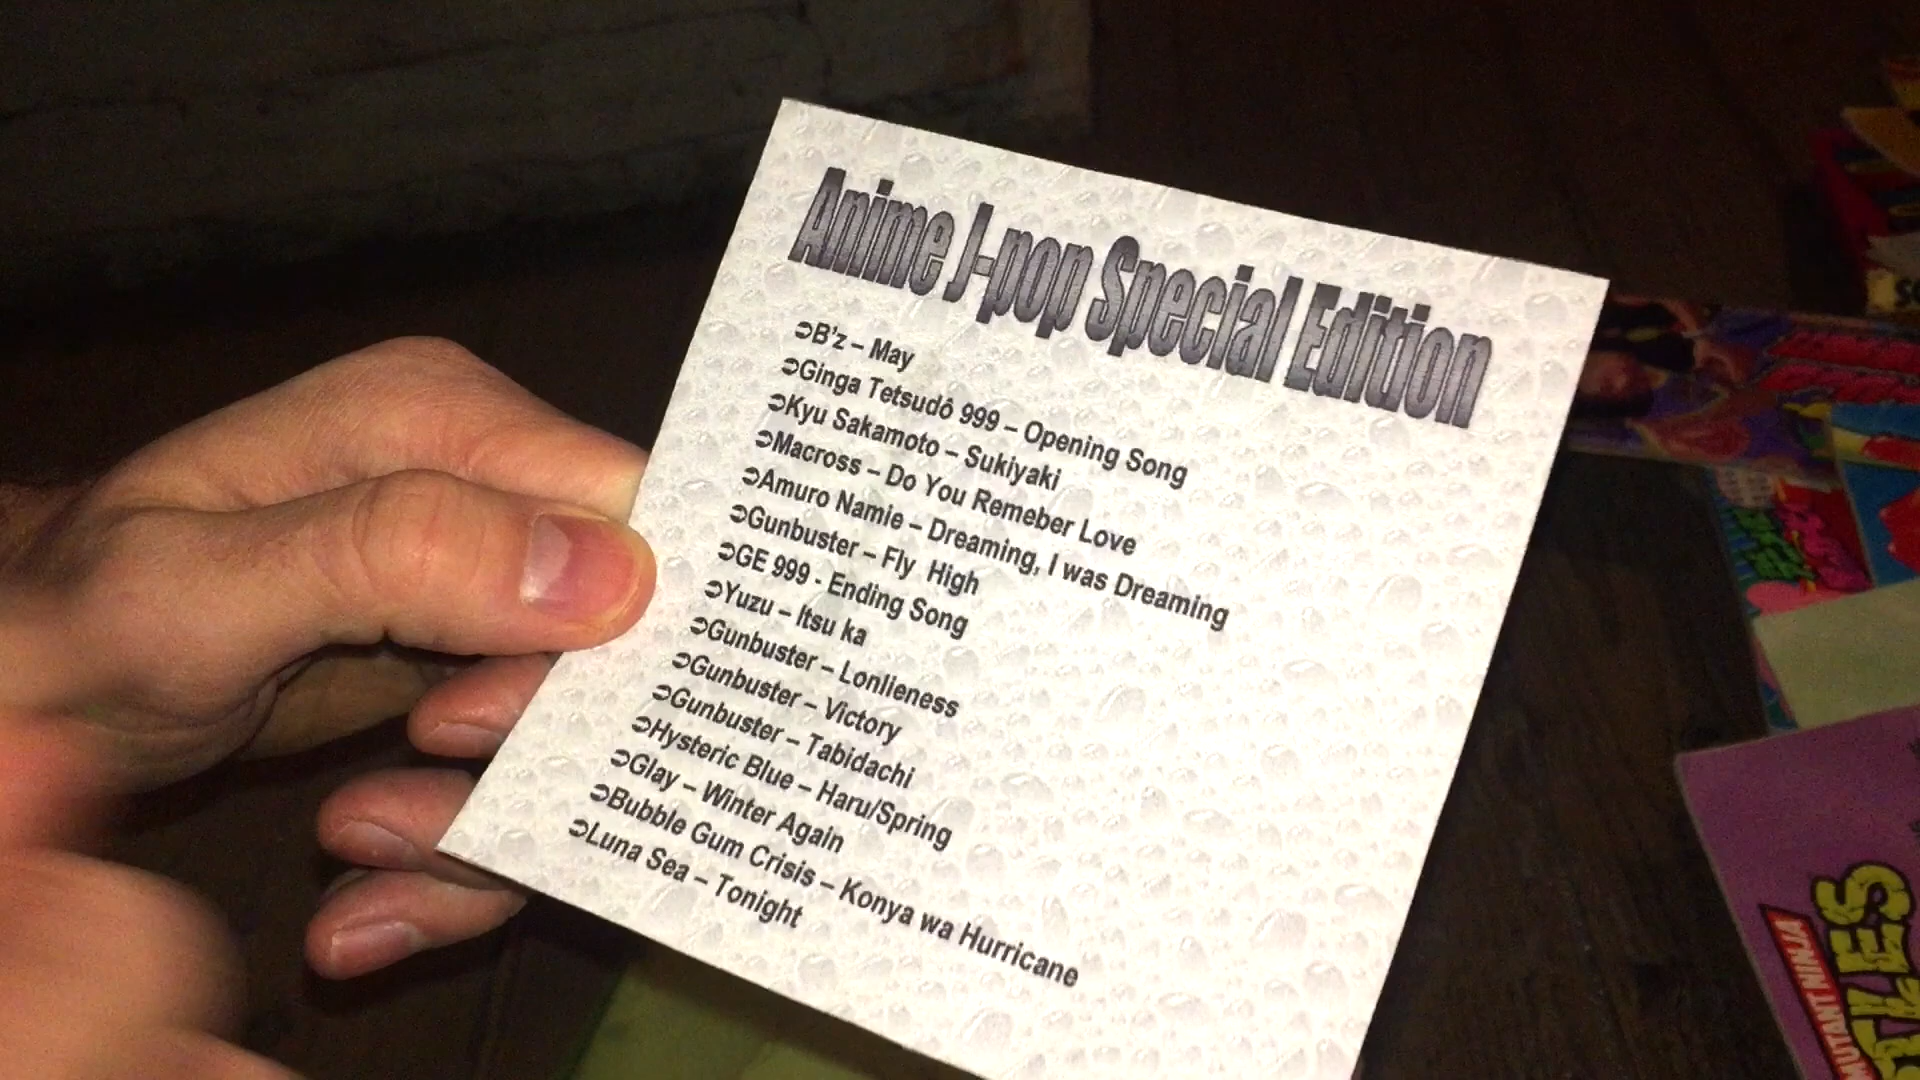 Anime J-pop Special Edition
➲B'z – May
➲Ginga Tetsudô 999 – Opening Song
➲Kyu Sakamoto – Sukiyaki
➲Macross – Do You Remeber Love
➲Amuro Namie – Dreaming, I was Dreaming
➲Gunbuster – Fly High
➲GE 999 - Ending Song
➲Yuzu – Itsu ka
➲Gunbuster – Lonlieness
➲Gunbuster – Victory
➲Gunbuster – Tabidachi
➲Hysteric Blue – Haru/Spring
➲Glay – Winter Again
➲Bubble Gum Crisis – Konya wa Hurricane
➲Luna Sea – Tonight
MUTANT NINJA